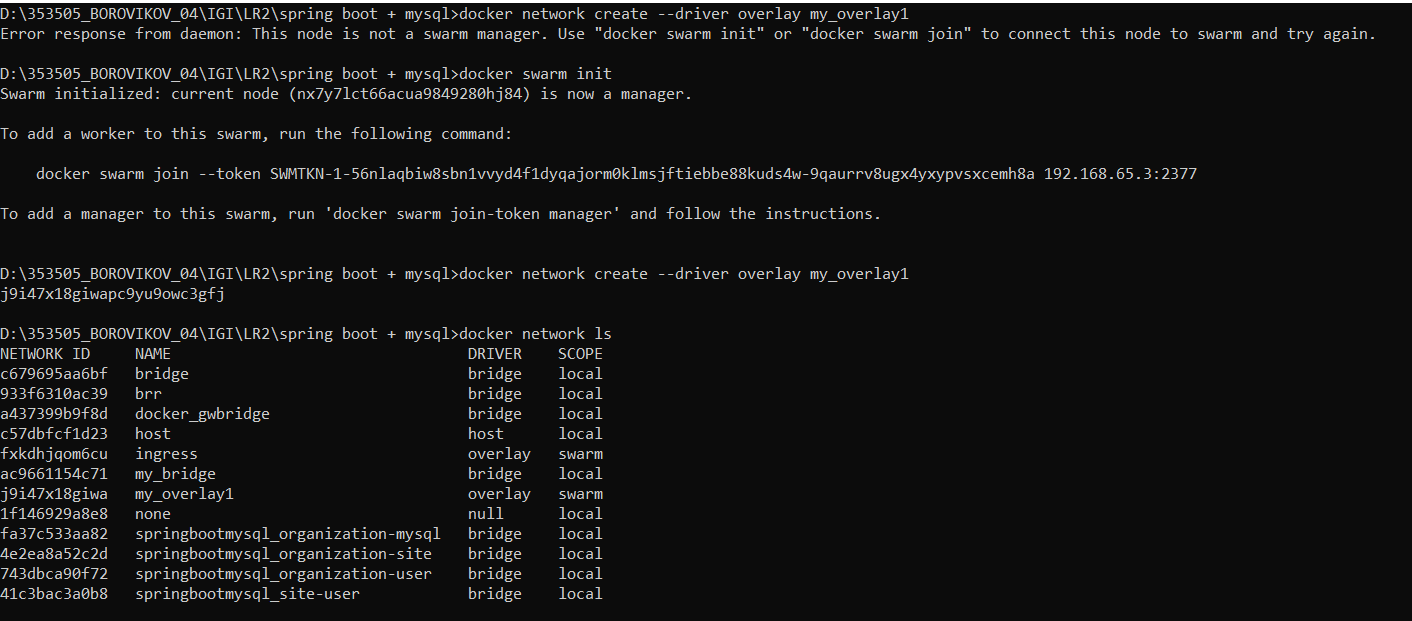 D:\353505_BOROVIKOV_04\IGI\LR2\spring boot + mysql>docker network create --driver overlay my_overlay1
Error response from daemon: This node is not a swarm manager. Use "docker swarm init" or "docker swarm join" to connect this node to swarm and try again.
D:\353505_BOROVIKOV_04\IGI\LR2\spring boot + mysql>docker swarm init
Swarm initialized: current node (nx7y7lct66acua9849280hj84) is now a manager.
To add a worker to this swarm, run the following command:
docker swarm join --token SWMTKN-1-56nlaqbiw8sbn1vvyd4f1dyqajorm0klmsjftiebbe88kuds4w-9qaurrv8ugx4yxypvsxcemh8a 192.168.65.3:2377
To add a manager to this swarm, run 'docker swarm join-token manager' and follow the instructions.
D:\353505_BOROVIKOV_04\IGI\LR2\spring boot + mysql>docker network create --driver overlay my_overlay1
j9i47x18giwapc9yu9owc3gfj
D:\353505_BOROVIKOV_04\IGI\LR2\spring boot + mysql>docker network ls
NETWORK ID     NAME                                 DRIVER    SCOPE
c679695aa6bf   bridge                               bridge    local
933f6310ac39   brr                                  bridge    local
a437399b9f8d   docker_gwbridge                      bridge    local
c57dbfcf1d23   host                                 host      local
fxkdhjqom6cu   ingress                              overlay   swarm
ac9661154c71   my_bridge                            bridge    local
j9i47x18giwa   my_overlay1                          overlay   swarm
1f146929a8e8   none                                 null      local
fa37c533aa82   springbootmysql_organization-mysql   bridge    local
4e2ea8a52c2d   springbootmysql_organization-site    bridge    local
743dbca90f72   springbootmysql_organization-user    bridge    local
41c3bac3a0b8   springbootmysql_site-user            bridge    local